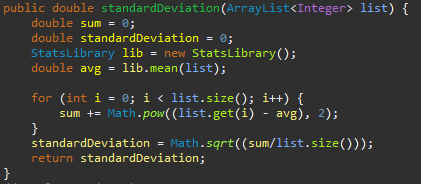 public double standardDeviation(ArrayList<Integer> list) {
    double sum = 0;
    double standardDeviation = 0;
    StatsLibrary lib = new StatsLibrary();
    double avg = lib.mean(list);

    for (int i = 0; i < list.size(); i++) {
        sum += Math.pow((list.get(i) - avg), 2);
    }
    standardDeviation = Math.sqrt((sum/list.size()));
    return standardDeviation;
}